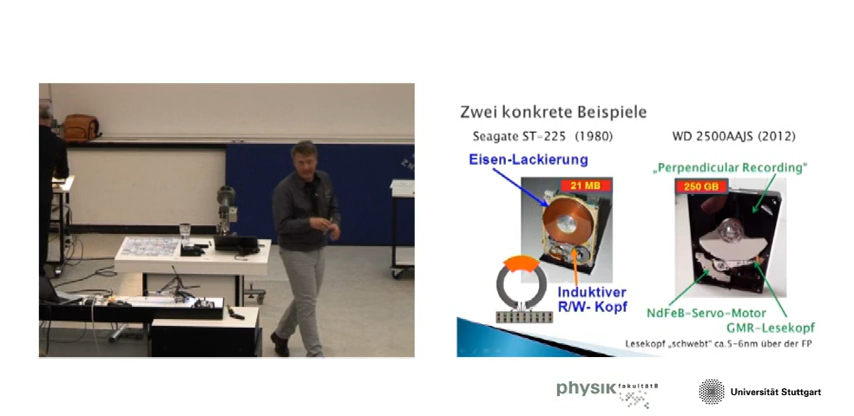 Zwei konkrete Beispiele
Seagate ST-225 (1980)
WD 2500AAJS (2012)
Eisen-Lackierung
„Perpendicular Recording"
21 MB
250 GB
Induktiver
R/W- Kopf
NdFeB-Servo-Motor
GMR-Lesekopf
Lesekopf „schwebt" ca.5-6nm über der FP
physik fakultät8
Universität Stuttgart